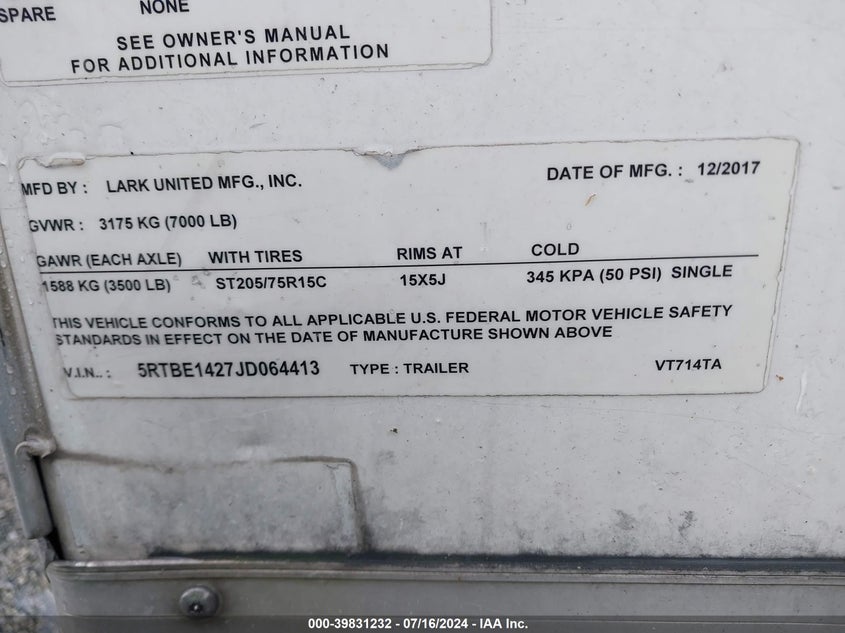 SPARE NONE
SEE OWNER'S MANUAL
FOR ADDITIONAL INFORMATION
MFD BY : LARK UNITED MFG., INC. DATE OF MFG. : 12/2017
GVWR : 3175 KG (7000 LB)
GAWR (EACH AXLE) WITH TIRES RIMS AT COLD
1588 KG (3500 LB) ST205/75R15C 15X5J 345 KPA (50 PSI) SINGLE
THIS VEHICLE CONFORMS TO ALL APPLICABLE U.S. FEDERAL MOTOR VEHICLE SAFETY
STANDARDS IN EFFECT ON THE DATE OF MANUFACTURE SHOWN ABOVE
V.I.N.. : 5RTBE1427JD064413 TYPE : TRAILER VT714TA
000-39831232 - 07/16/2024 - IAA Inc.